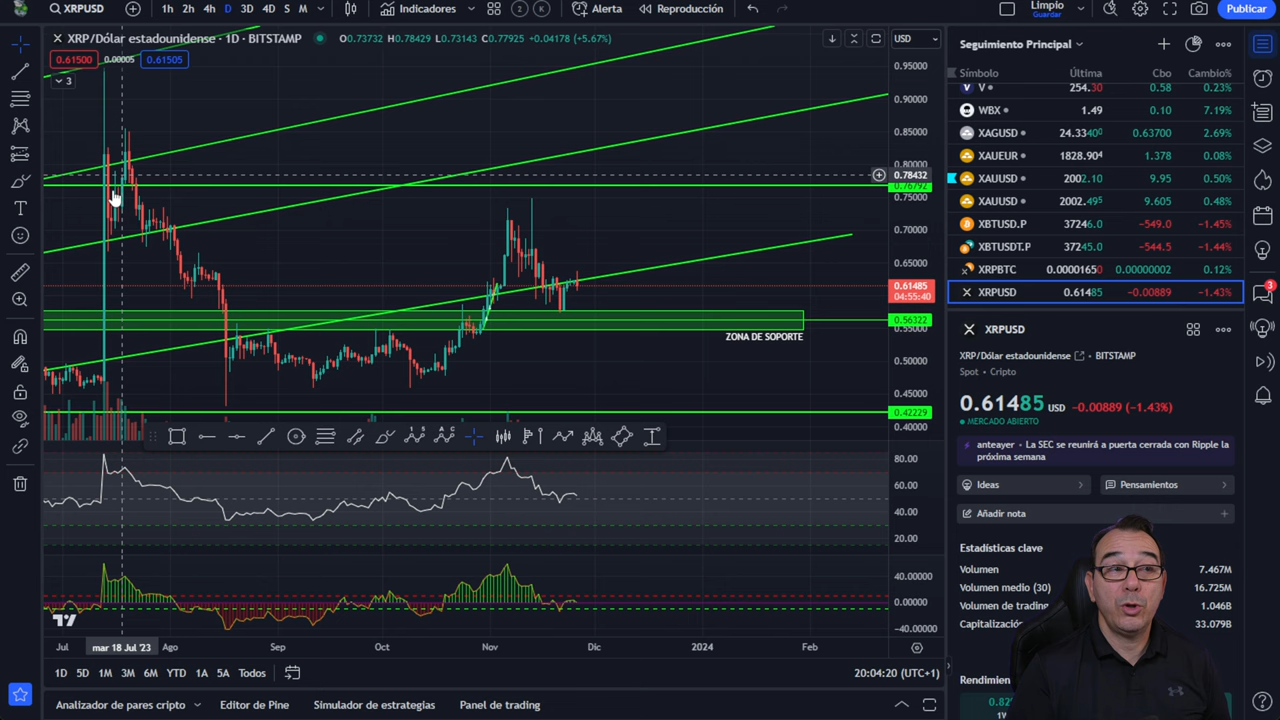 XRPUSD 1h 2h 4h D 3D 4D S M Indicadores 2 K Alerta Reproducción Limpio Guardar Publicar
XRP/Dólar estadounidense · 1D · BITSTAMP O0.73732 H0.78429 L0.73143 C0.77925 +0.04178 (+5.67%)
0.61500 0.00005 0.61505
3
USD
0.95000
0.90000
0.85000
0.80000
0.78432
0.76792
0.75000
0.70000
0.65000
0.61485
04:55:40
0.56322
0.55000
0.50000
0.45000
0.42229
0.40000
ZONA DE SOPORTE
80.00
60.00
40.00
20.00
40.00000
0.00000
−40.00000
Jul mar 18 Jul '23 Ago Sep Oct Nov Dic 2024 Feb
1D 5D 1M 3M 6M YTD 1A 5A Todos 20:04:20 (UTC+1)
Analizador de pares cripto Editor de Pine Simulador de estrategias Panel de trading
Seguimiento Principal
Símbolo Última Cbo Cambio%
V 254.30 0.58 0.23%
WBX 1.49 0.10 7.19%
XAGUSD 24.3340 0.63700 2.69%
XAUEUR 1828.904 1.378 0.08%
XAUUSD 2002.10 9.95 0.50%
XAUUSD 2002.495 9.605 0.48%
XBTUSD.P 37246.0 −549.0 −1.45%
XBTUSDT.P 37245.0 −544.5 −1.44%
XRPBTC 0.00001650 0.00000002 0.12%
XRPUSD 0.61485 −0.00889 −1.43%
3
XRPUSD
XRP/Dólar estadounidense BITSTAMP
Spot • Cripto
0.61485 USD −0.00889 (−1.43%)
MERCADO ABIERTO
anteayer • La SEC se reunirá a puerta cerrada con Ripple la
próxima semana
Ideas Pensamientos
Añadir nota
Estadísticas clave
Volumen 7.467M
Volumen medio (30) 16.725M
Volumen de trading 1.046B
33.079B
1W